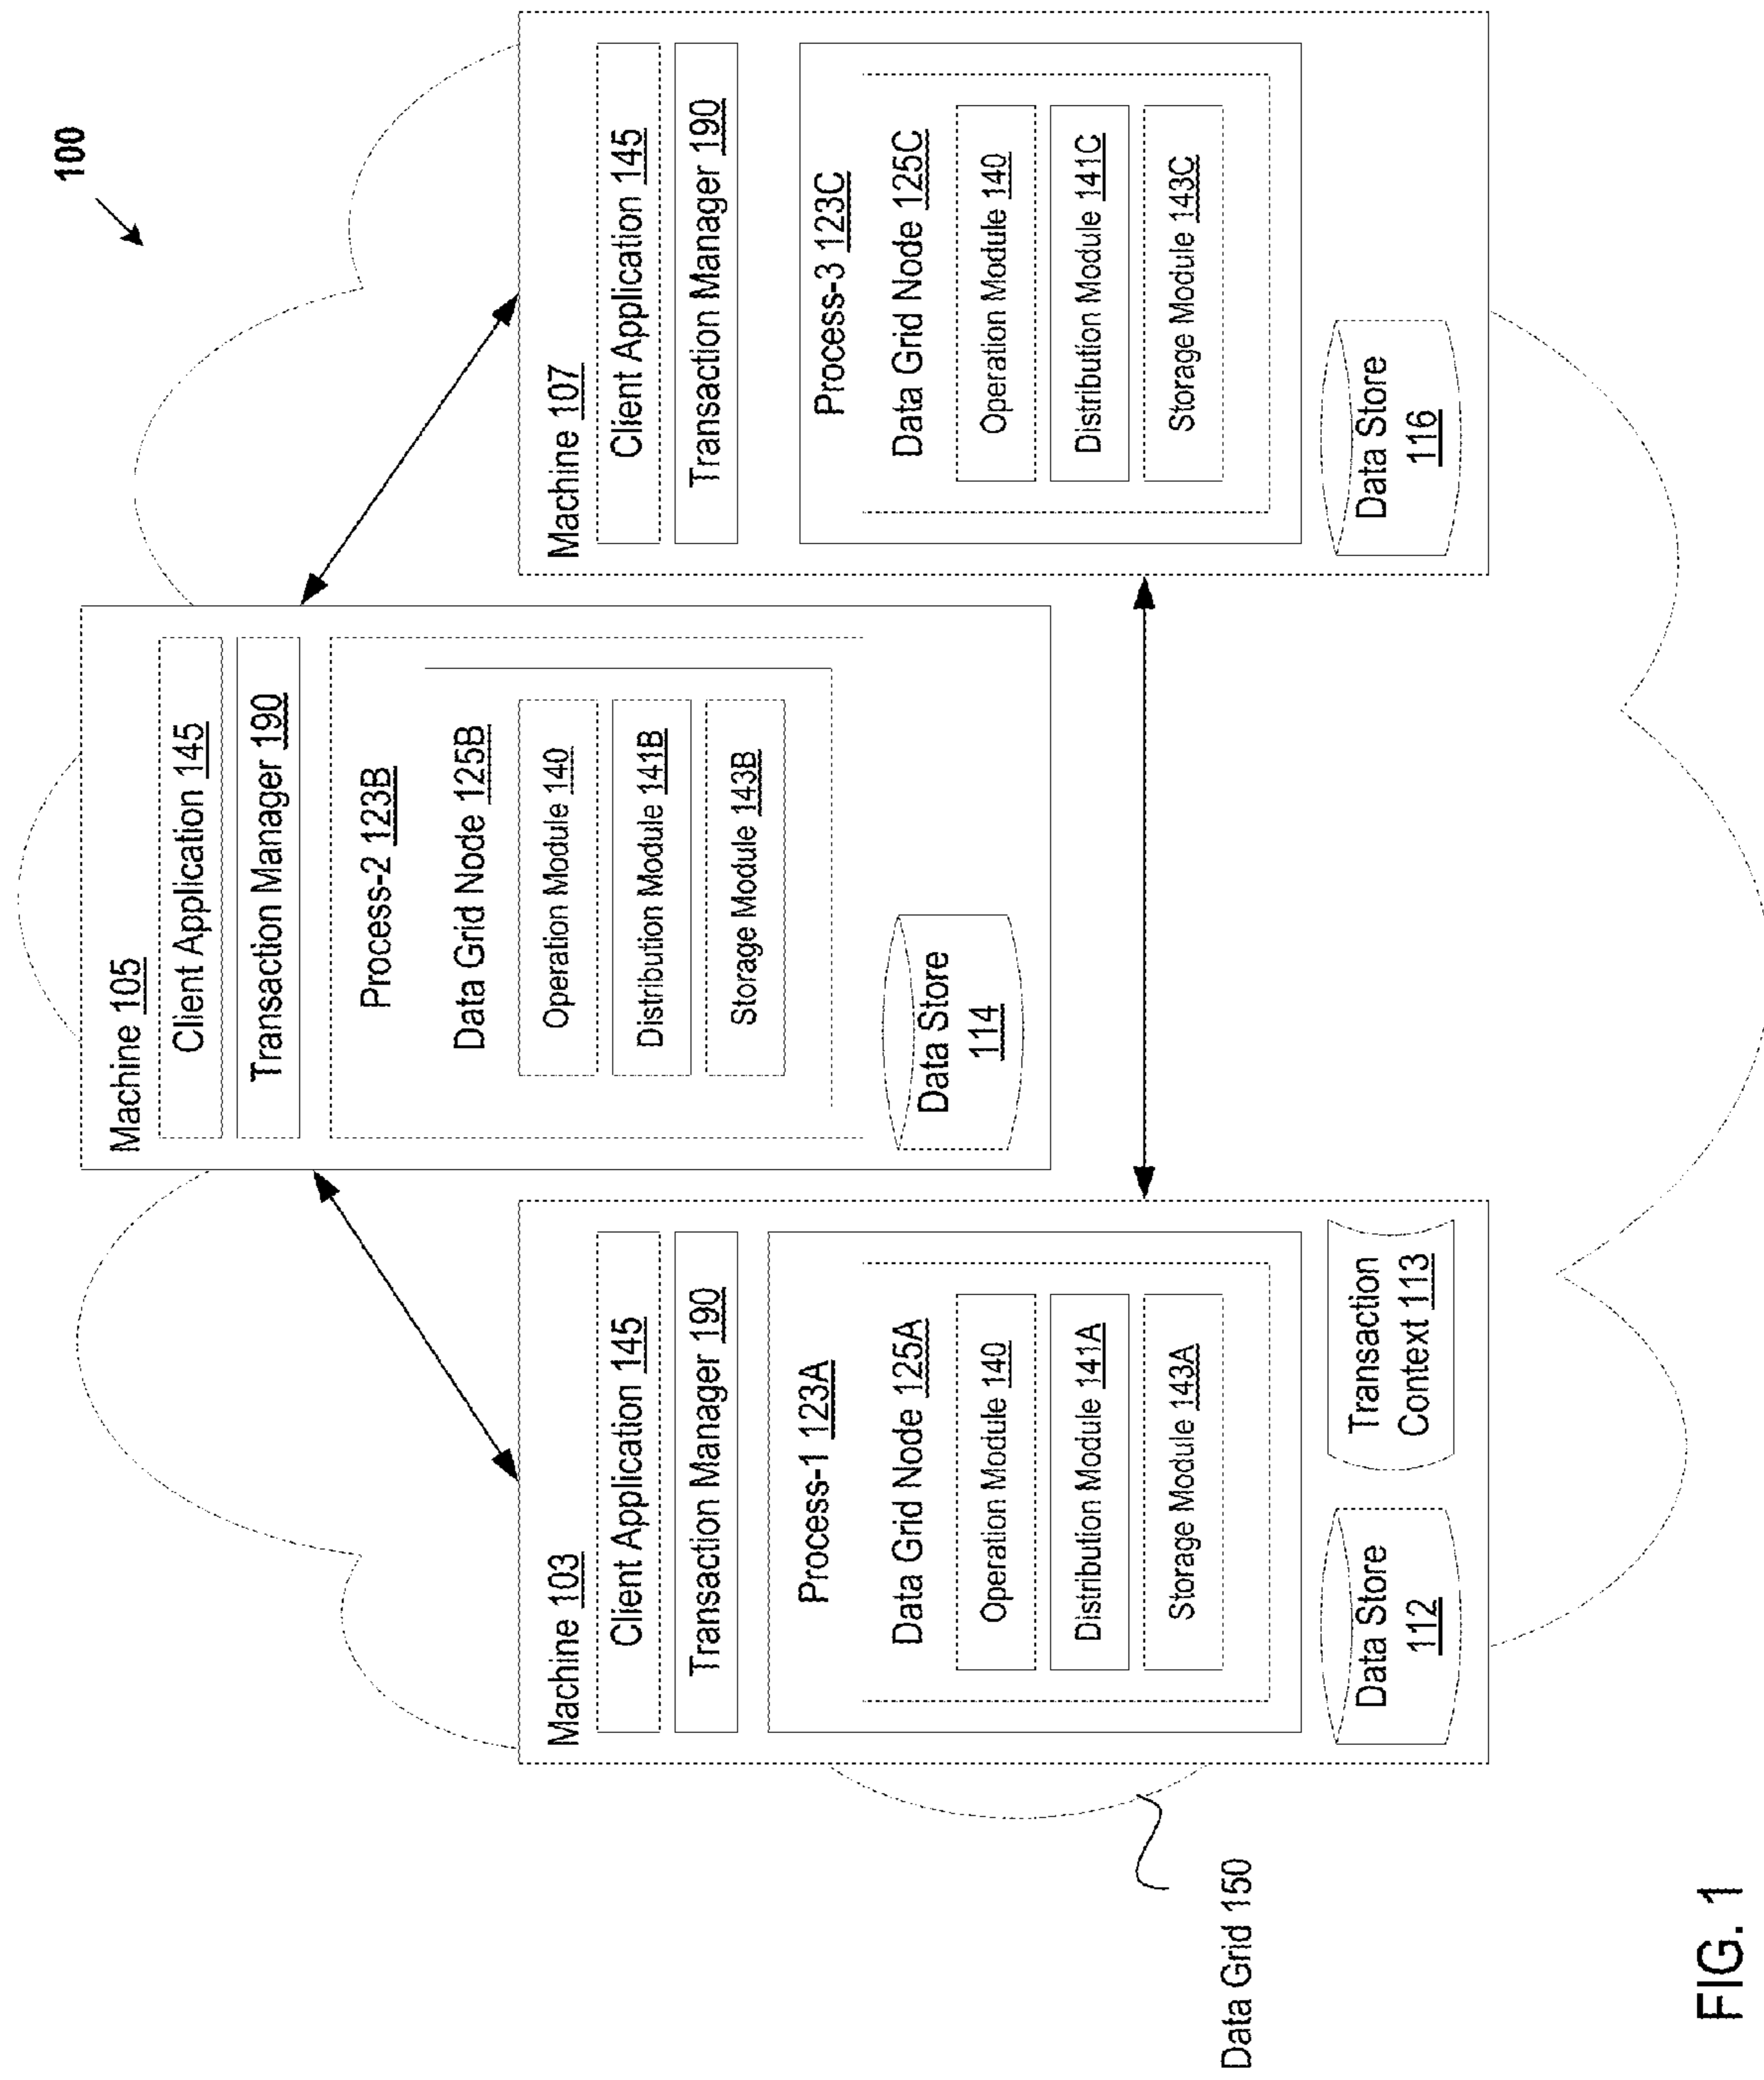 100
Machine 105
Client Application 145
Transaction Manager 190
Process-2 123B
Data Grid Node 125B
Operation Module 140
Distribution Module 141B
Storage Module 143B
Data Store
114
Machine 103
Client Application 145
Transaction Manager 190
Process-1 123A
Data Grid Node 125A
Operation Module 140
Distribution Module 141A
Storage Module 143A
Data Store
112
Transaction
Context 113
Machine 107
Client Application 145
Transaction Manager 190
Process-3 123C
Data Grid Node 125C
Operation Module 140
Distribution Module 141C
Storage Module 143C
Data Store
116
Data Grid 150
FIG. 1